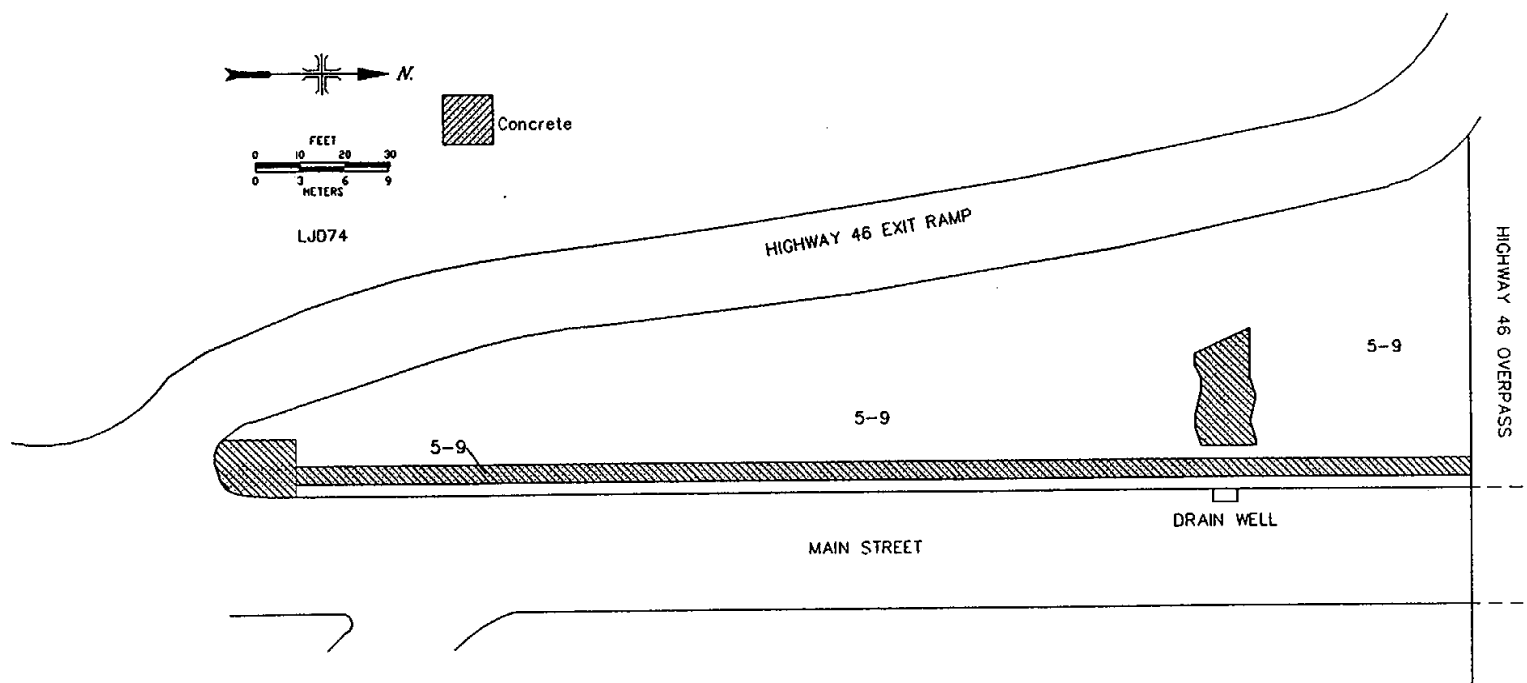 N.
Concrete
FEET
0 10 20 30
0 3 6 9
METERS
LJD74
HIGHWAY 46 EXIT RAMP
HIGHWAY 46 OVERPASS
5-9
5-9
5-9
DRAIN WELL
MAIN STREET